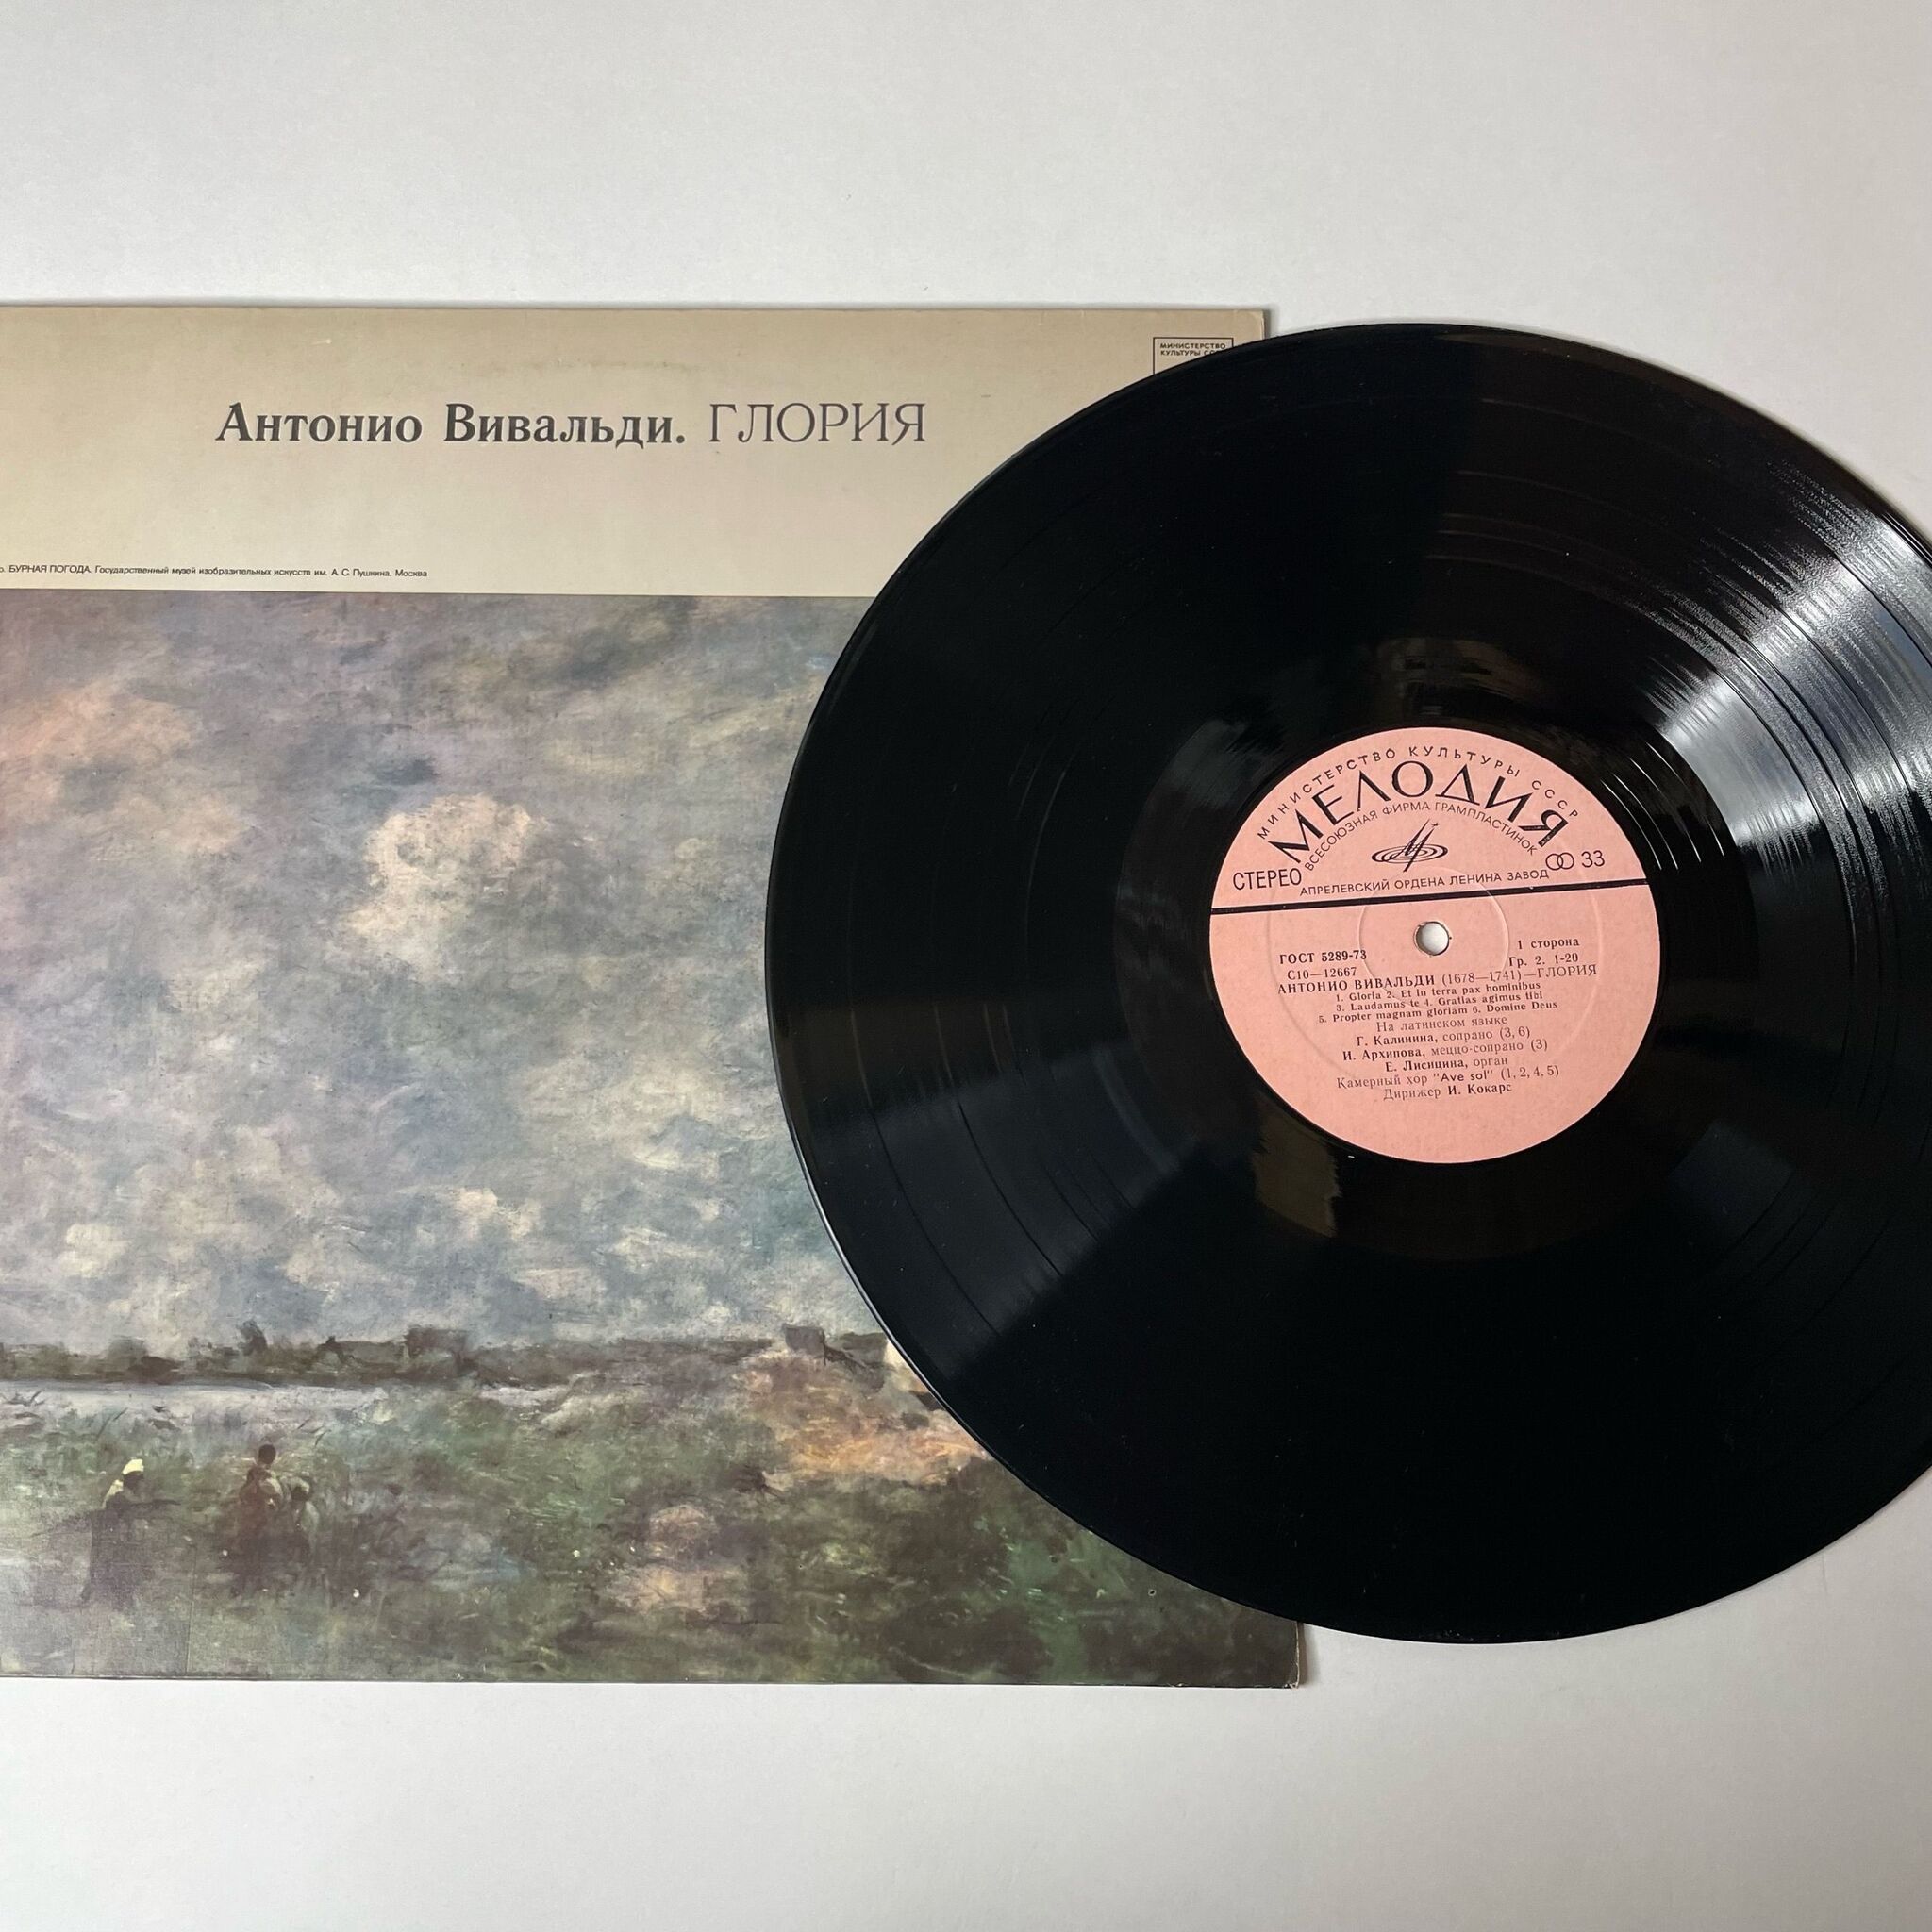 МИНИСТЕРСТВО
КУЛЬТУРЫ
Антонио Вивальди. ГЛОРИЯ
БУРНАЯ ПОГОДА. Государственный музей изобразительных искусств им. А. С. Пушкина. Москва
МИНИСТЕРСТВО КУЛЬТУРЫ СССР
МЕЛОДИЯ
ВСЕСОЮЗНАЯ ФИРМА ГРАМПЛАСТИНОК
СТЕРЕО
33
АПРЕЛЕВСКИЙ ОРДЕНА ЛЕНИНА ЗАВОД
ГОСТ 5289-73 1 сторона
С10—12667 Гр. 2. 1-20
АНТОНИО ВИВАЛЬДИ (1678—1741)—ГЛОРИЯ
1. Gloria 2. Et in terra pax hominibus
3. Laudamus te 4. Gratias agimus tibi
5. Propter magnam gloriam 6. Domine Deus
На латинском языке
Г. Калинина, сопрано (3, 6)
И. Архипова, меццо-сопрано (3)
Е. Лисицина, орган
Камерный хор "Ave sol" (1, 2, 4, 5)
Дирижер И. Кокарс